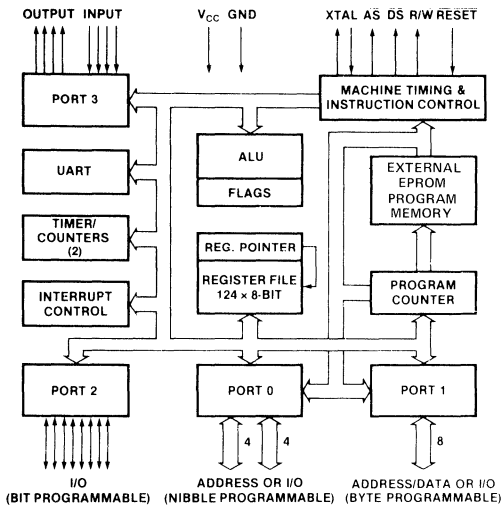 OUTPUT INPUT
VCC GND
XTAL AS DS R/W RESET
PORT 3
MACHINE TIMING &
INSTRUCTION CONTROL
UART
ALU
FLAGS
EXTERNAL
EPROM
PROGRAM
MEMORY
TIMER/
COUNTERS
(2)
REG. POINTER
REGISTER FILE
124 × 8-BIT
INTERRUPT
CONTROL
PROGRAM
COUNTER
PORT 2
PORT 0
PORT 1
4
4
8
I/O
(BIT PROGRAMMABLE)
ADDRESS OR I/O
(NIBBLE PROGRAMMABLE)
ADDRESS/DATA OR I/O
(BYTE PROGRAMMABLE)